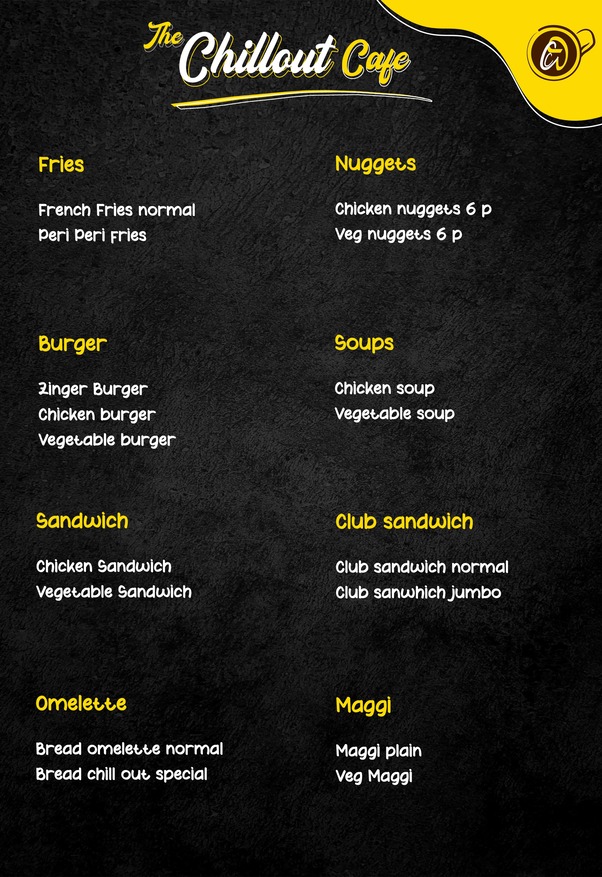 The Chillout Cafe
Fries
French Fries normal
Peri Peri Fries
Nuggets
Chicken nuggets 6 p
Veg nuggets 6 p
Burger
Zinger Burger
Chicken burger
Vegetable burger
Soups
Chicken soup
Vegetable soup
Sandwich
Chicken Sandwich
Vegetable Sandwich
Club sandwich
Club sandwich normal
Club sanwhich jumbo
Omelette
Bread omelette normal
Bread chill out special
Maggi
Maggi plain
Veg Maggi